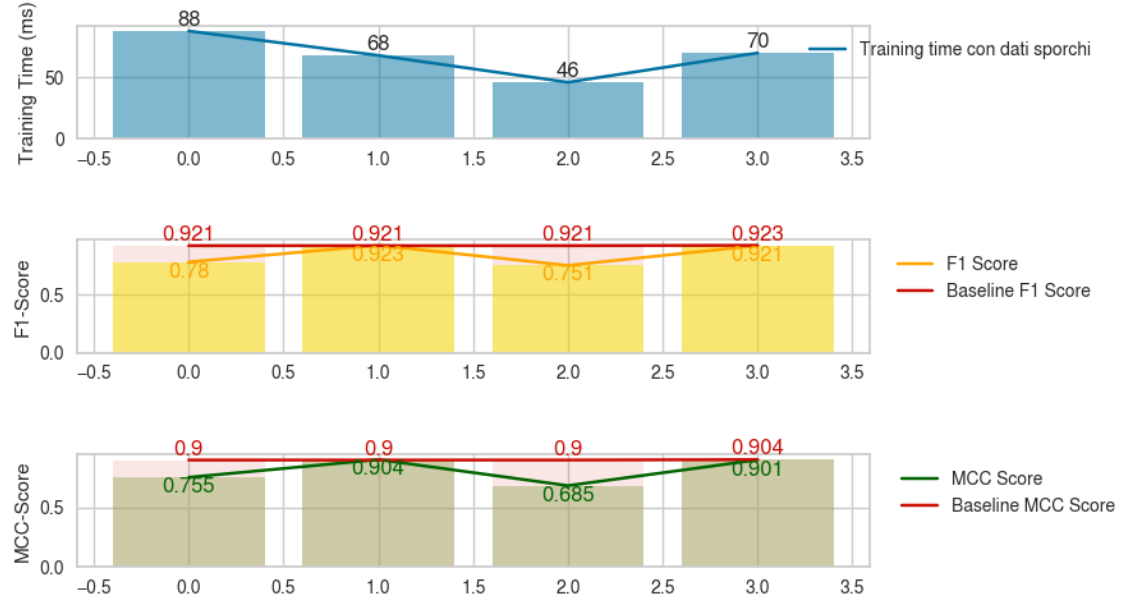 Training Time (ms)
88
68
46
70
Training time con dati sporchi
50
0
−0.5 0.0 0.5 1.0 1.5 2.0 2.5 3.0 3.5
F1-Score
0.921 0.921 0.921 0.923
0.78 0.923 0.751 0.921
F1 Score
Baseline F1 Score
0.5
0.0
−0.5 0.0 0.5 1.0 1.5 2.0 2.5 3.0 3.5
MCC-Score
0.9 0.9 0.9 0.904
0.755 0.904 0.685 0.901
MCC Score
Baseline MCC Score
0.5
0.0
−0.5 0.0 0.5 1.0 1.5 2.0 2.5 3.0 3.5